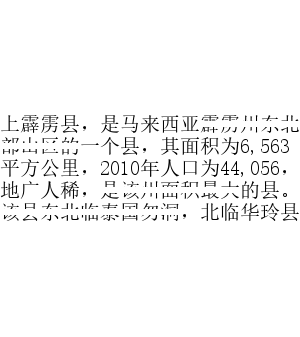 上霹雳县，是马来西亚霹雳州东北
部山区的一个县，其面积为6,563
平方公里，2010年人口为44,056，
地广人稀，是该州面积最大的县。
该县东北临泰国勿洞，北临华玲县